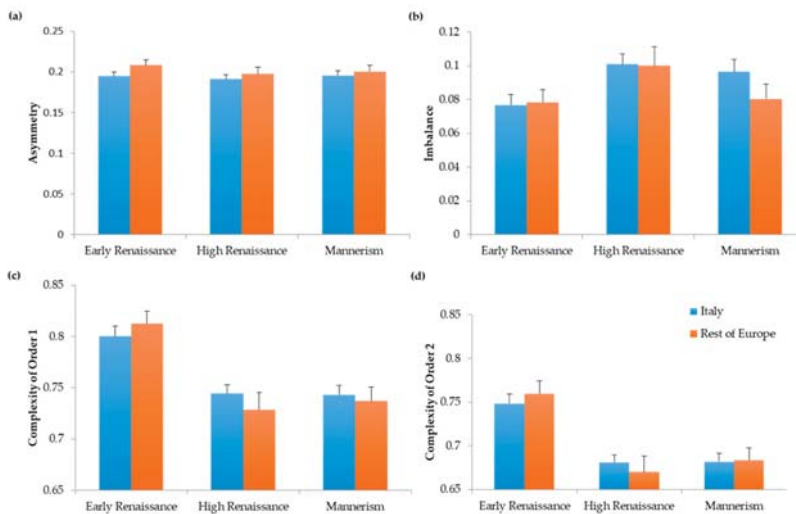 (a)
0.25
0.2
0.15
0.1
0.05
0
Asymmetry
Early Renaissance High Renaissance Mannerism
(b)
0.12
0.1
0.08
0.06
0.04
0.02
0
Imbalance
Early Renaissance High Renaissance Mannerism
(c)
0.85
0.8
0.75
0.7
0.65
Complexity of Order 1
Early Renaissance High Renaissance Mannerism
(d)
0.85
0.8
0.75
0.7
0.65
Complexity of Order 2
Italy
Rest of Europe
Early Renaissance High Renaissance Mannerism